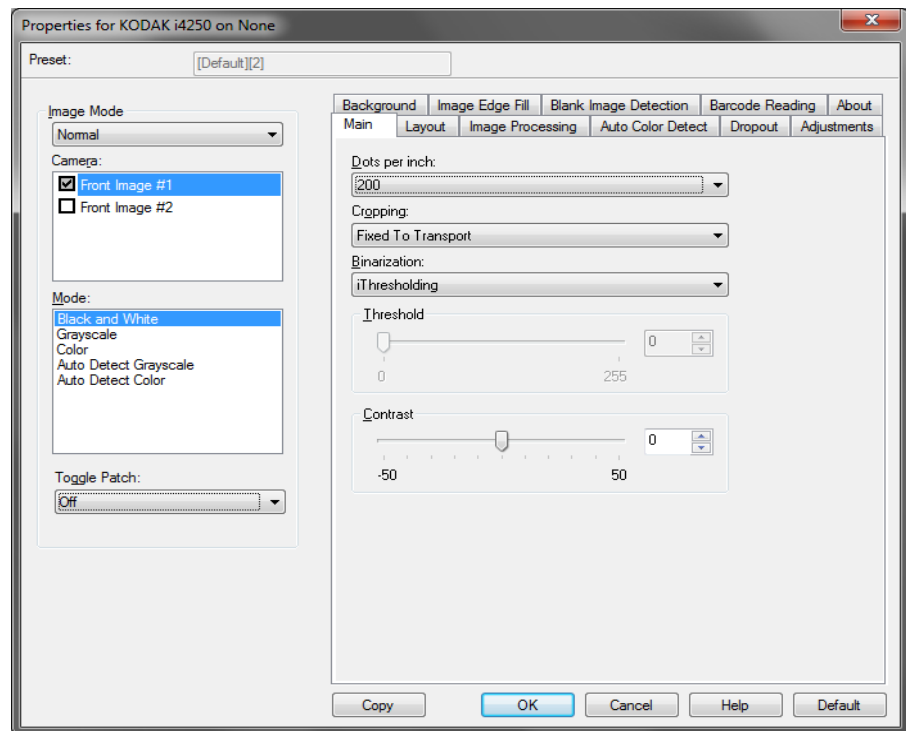 Properties for KODAK i4250 on None
Preset:
[Default][2]
Image Mode
Normal
Camera:
Front Image #1
Front Image #2
Mode:
Black and White
Grayscale
Color
Auto Detect Grayscale
Auto Detect Color
Toggle Patch:
Off
Background Image Edge Fill Blank Image Detection Barcode Reading About
Main Layout Image Processing Auto Color Detect Dropout Adjustments
Dots per inch:
200
Cropping:
Fixed To Transport
Binarization:
iThresholding
Threshold
0
0 255
Contrast
0
-50 50
Copy OK Cancel Help Default